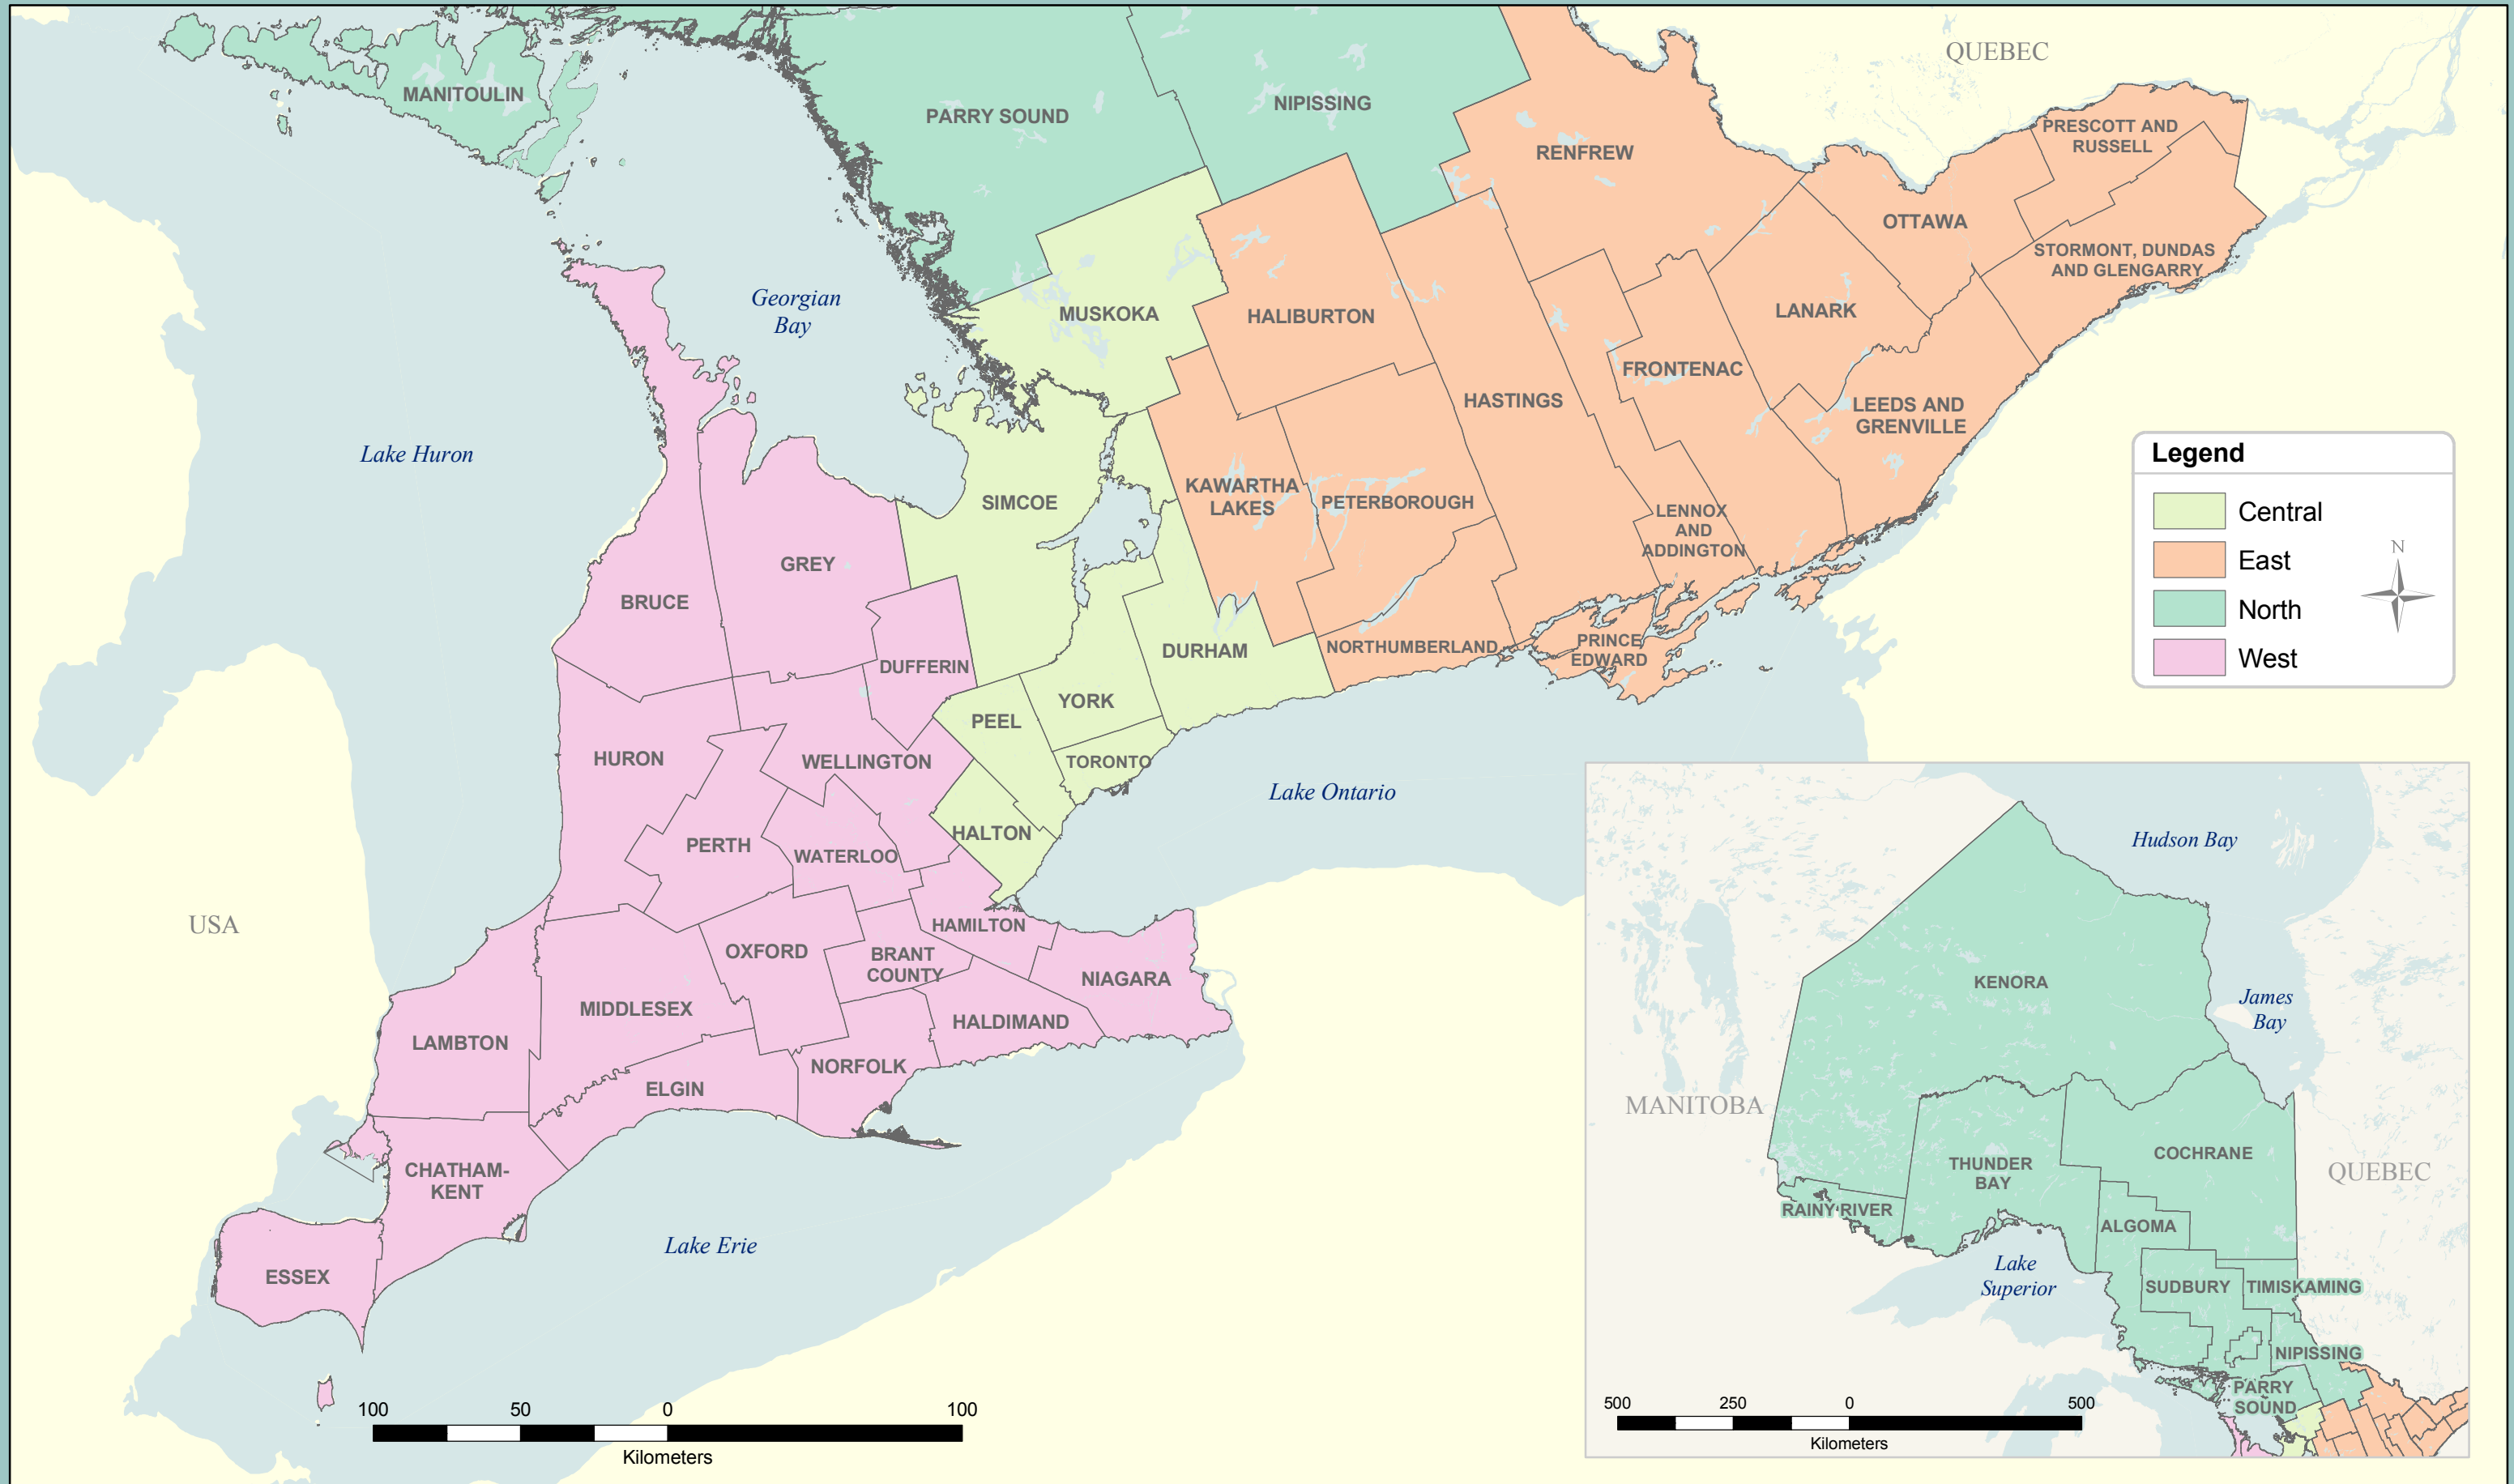 QUEBEC
MANITOULIN
PARRY SOUND
NIPISSING
RENFREW
PRESCOTT AND
RUSSELL
OTTAWA
STORMONT, DUNDAS
AND GLENGARRY
Georgian
Bay
MUSKOKA
HALIBURTON
LANARK
FRONTENAC
HASTINGS
LEEDS AND
GRENVILLE
Lake Huron
SIMCOE
KAWARTHA
LAKES
PETERBOROUGH
LENNOX
AND
ADDINGTON
GREY
BRUCE
DUFFERIN
DURHAM
NORTHUMBERLAND
PRINCE
EDWARD
YORK
PEEL
TORONTO
HURON
WELLINGTON
Lake Ontario
HALTON
PERTH
WATERLOO
USA
HAMILTON
OXFORD
BRANT
COUNTY
NIAGARA
MIDDLESEX
HALDIMAND
LAMBTON
NORFOLK
ELGIN
CHATHAM-
KENT
Lake Erie
ESSEX
100
50
0
100
Kilometers
Legend
Central
East
North
West
N
Hudson Bay
KENORA
James
Bay
MANITOBA
COCHRANE
QUEBEC
THUNDER
BAY
RAINY RIVER
ALGOMA
Lake
Superior
SUDBURY
TIMISKAMING
NIPISSING
PARRY
SOUND
500
250
0
500
Kilometers